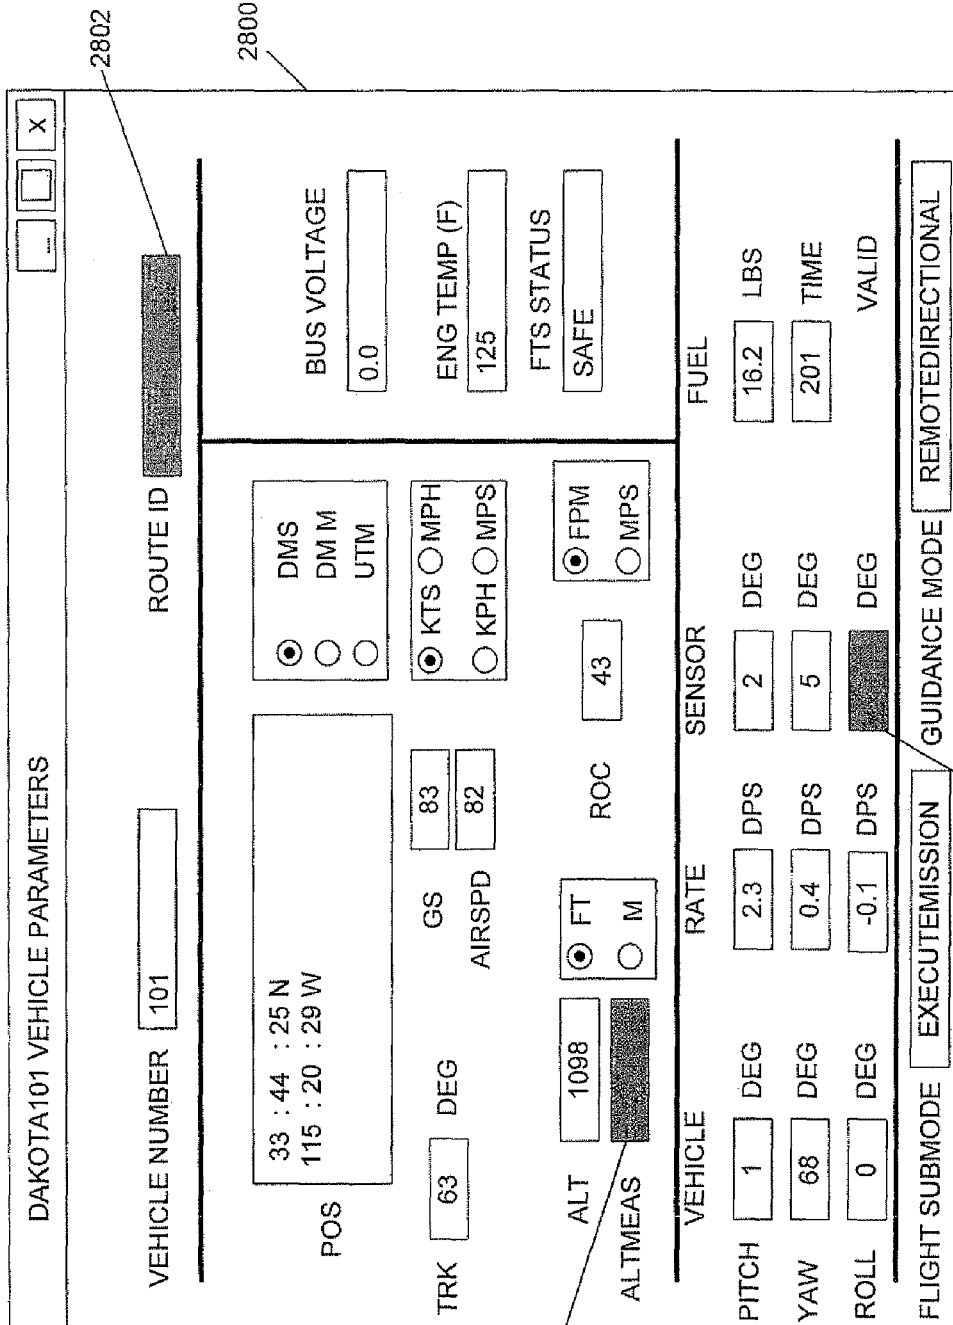 DAKOTA101 VEHICLE PARAMETERS _ X
VEHICLE NUMBER 101 ROUTE ID 2802
2800
POS 33 : 44 : 25 N
115 : 20 : 29 W
DMS
DM M
UTM
TRK 63 DEG
GS 83
AIRSPD 82
KTS MPH
KPH MPS
ALT 1098
ALTMEAS
FT
M
ROC 43
FPM
MPS
BUS VOLTAGE
0.0
ENG TEMP (F)
125
FTS STATUS
SAFE
VEHICLE RATE SENSOR FUEL
PITCH 1 DEG 2.3 DPS 2 DEG 16.2 LBS
YAW 68 DEG 0.4 DPS 5 DEG 201 TIME
ROLL 0 DEG -0.1 DPS DEG VALID
FLIGHT SUBMODE EXECUTEMISSION GUIDANCE MODE REMOTEDIRECTIONAL